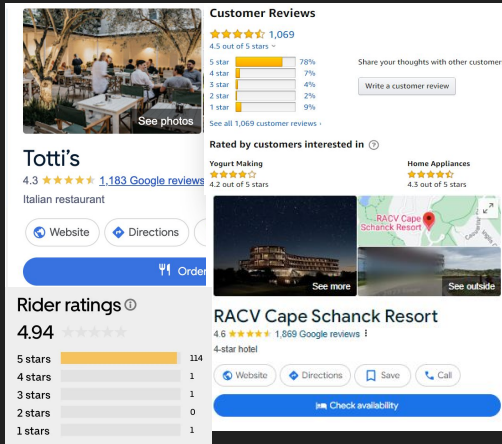 See photos
Totti's
4.3 1,183 Google reviews
Italian restaurant
Website
Directions
Order
Rider ratings
4.94
5 stars 114
4 stars 1
3 stars 1
2 stars 0
1 stars 1
Customer Reviews
1,069
4.5 out of 5 stars
5 star 78%
4 star 7%
3 star 4%
2 star 2%
1 star 9%
See all 1,069 customer reviews ›
Share your thoughts with other customer
Write a customer review
Rated by customers interested in ?
Yogurt Making
4.2 out of 5 stars
Home Appliances
4.3 out of 5 stars
RACV Cape
Schanck Resort
See more
See outside
RACV Cape Schanck Resort
4.6 1,869 Google reviews
4-star hotel
Website
Directions
Save
Call
Check availability